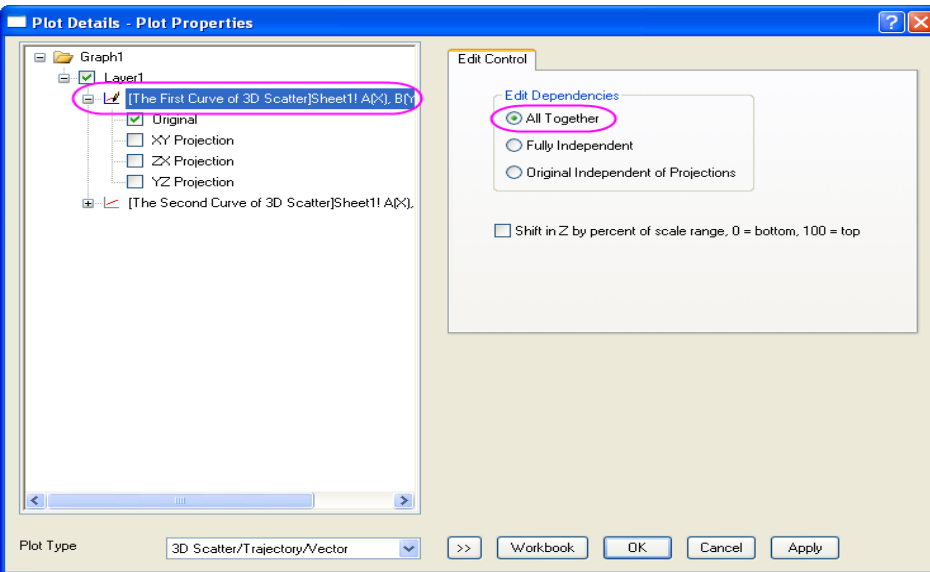 Plot Details - Plot Properties
Graph1
Layer1
[The First Curve of 3D Scatter]Sheet1! A(X), B(Y
Original
XY Projection
ZX Projection
YZ Projection
[The Second Curve of 3D Scatter]Sheet1! A(X),
Edit Control
Edit Dependencies
All Together
Fully Independent
Original Independent of Projections
Shift in Z by percent of scale range, 0 = bottom, 100 = top
Plot Type
3D Scatter/Trajectory/Vector
>>
Workbook
OK
Cancel
Apply